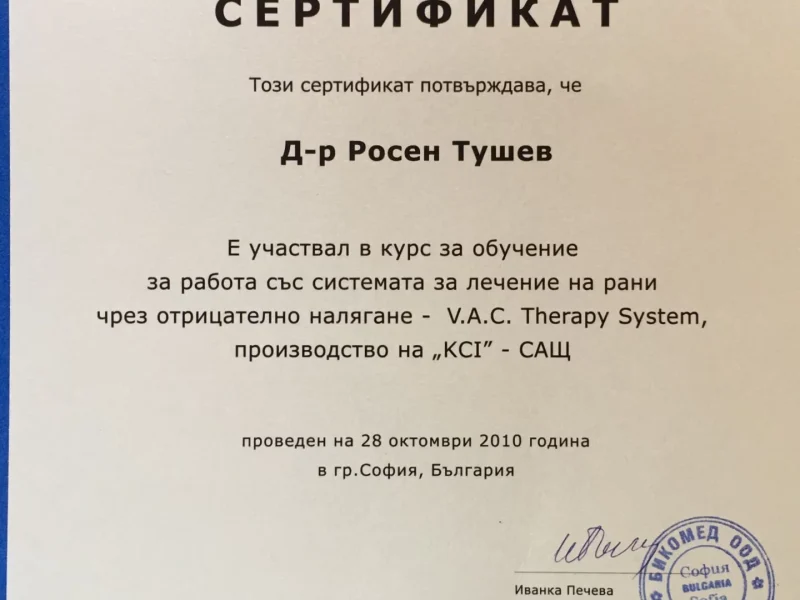 СЕРТИФИКАТ
Този сертификат потвърждава, че
Д-р Росен Тушев
Е участвал в курс за обучение
за работа със системата за лечение на рани
чрез отрицателно налягане - V.A.C. Therapy System,
производство на „KCI” - САЩ
проведен на 28 октомври 2010 година
в гр.София, България
Иванка Печева
БИКОМЕД ООД
София
BULGARIA
Sofia